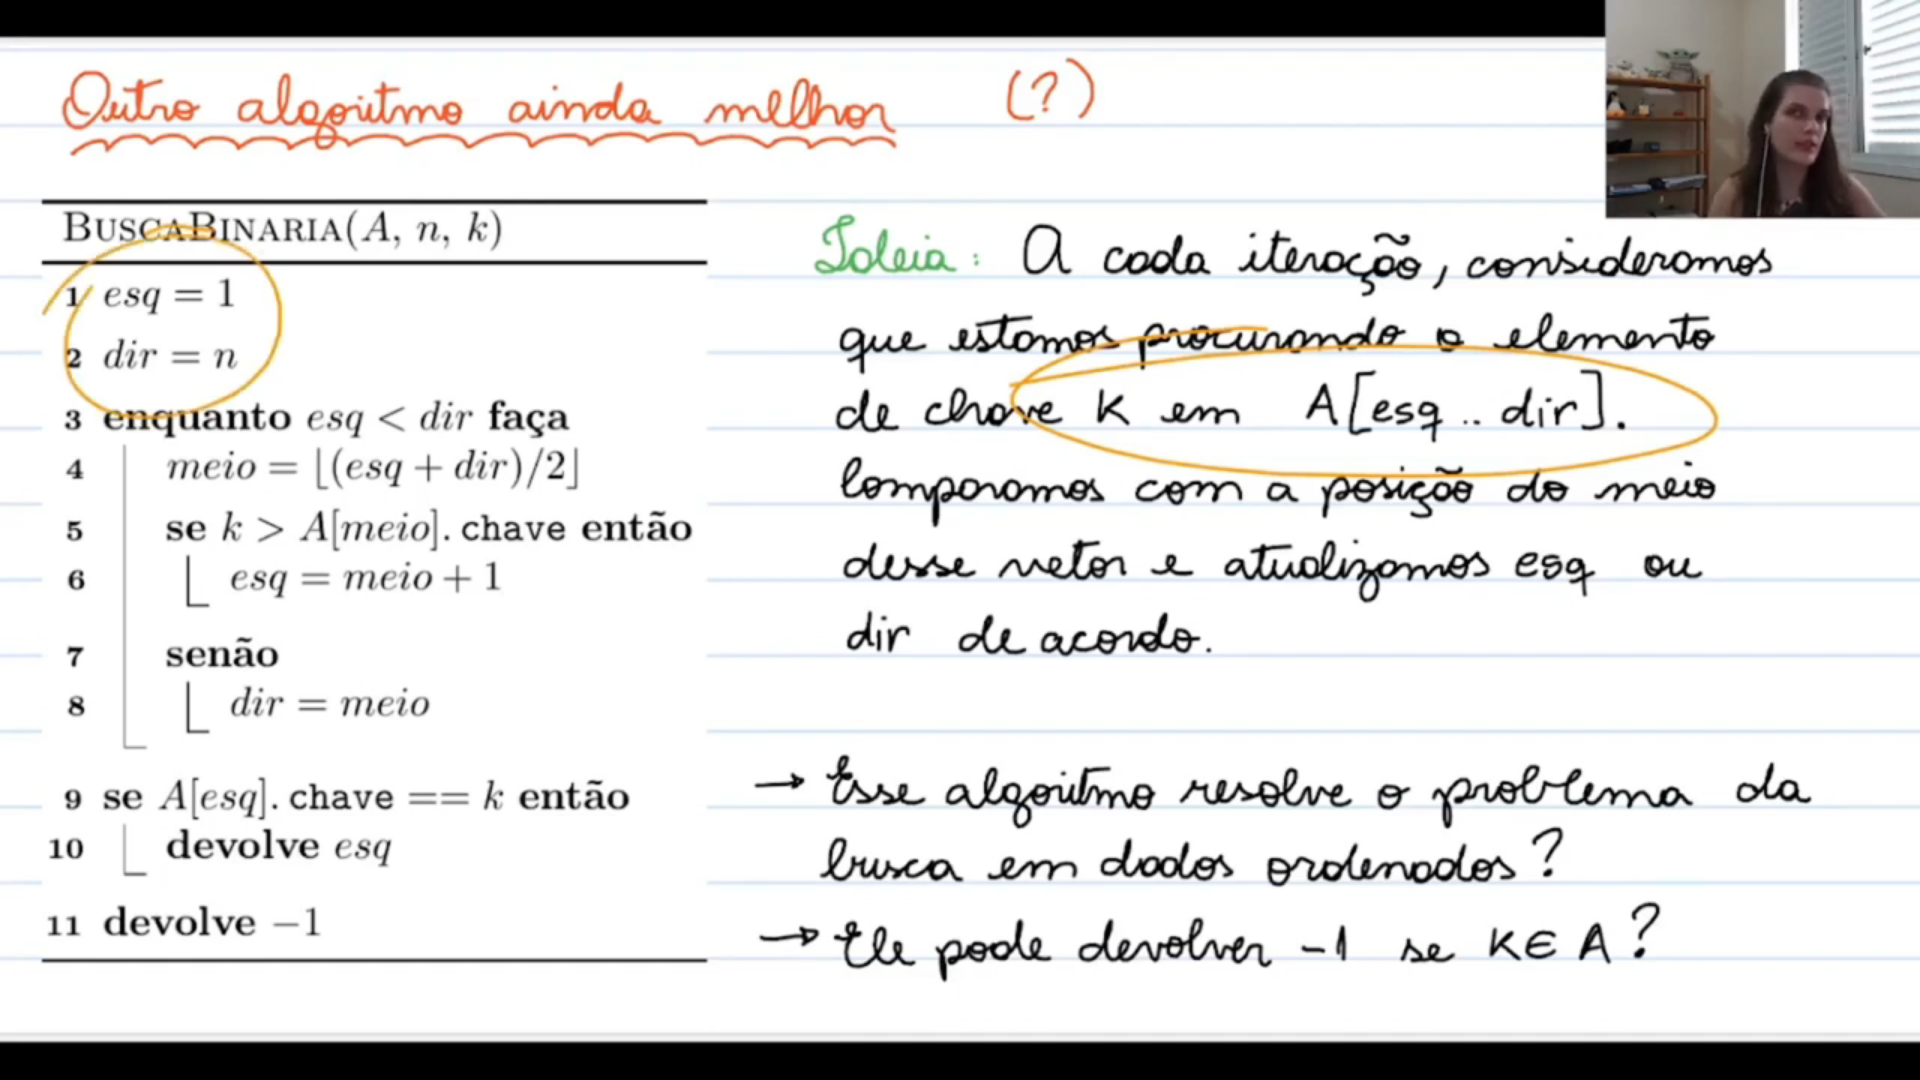 Outro algoritmo ainda melhor (?)
BUSCABINARIA(A, n, k)
1 esq = 1
2 dir = n
3 enquanto esq < dir faça
4 meio = ⌊(esq + dir)/2⌋
5 se k > A[meio].chave então
6 esq = meio + 1
7 senão
8 dir = meio
9 se A[esq].chave == k então
10 devolve esq
11 devolve −1
Ideia: A cada iteração, consideramos
que estamos procurando o elemento
de chave K em A[esq .. dir].
Comparamos com a posição do meio
desse vetor e atualizamos esq ou
dir de acordo.
→ Esse algoritmo resolve o problema da
busca em dados ordenados?
→ Ele pode devolver -1 se K ∈ A?